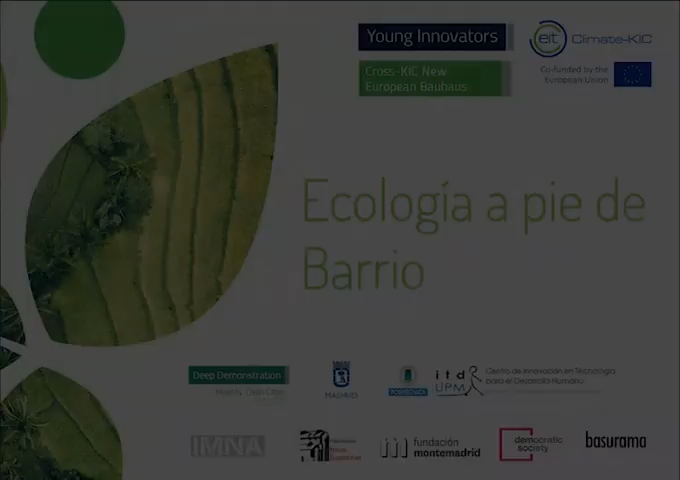 Young Innovators
eit Climate-KIC
Cross-KIC New
European Bauhaus
Co-funded by the
European Union
Ecología a pie de
Barrio
Deep Demonstration
MADRID
itd
UPM
Centro de Innovación en Tecnología
para el Desarrollo Humano
IMNA
fundación
montemadrid
democratic
society
basurama